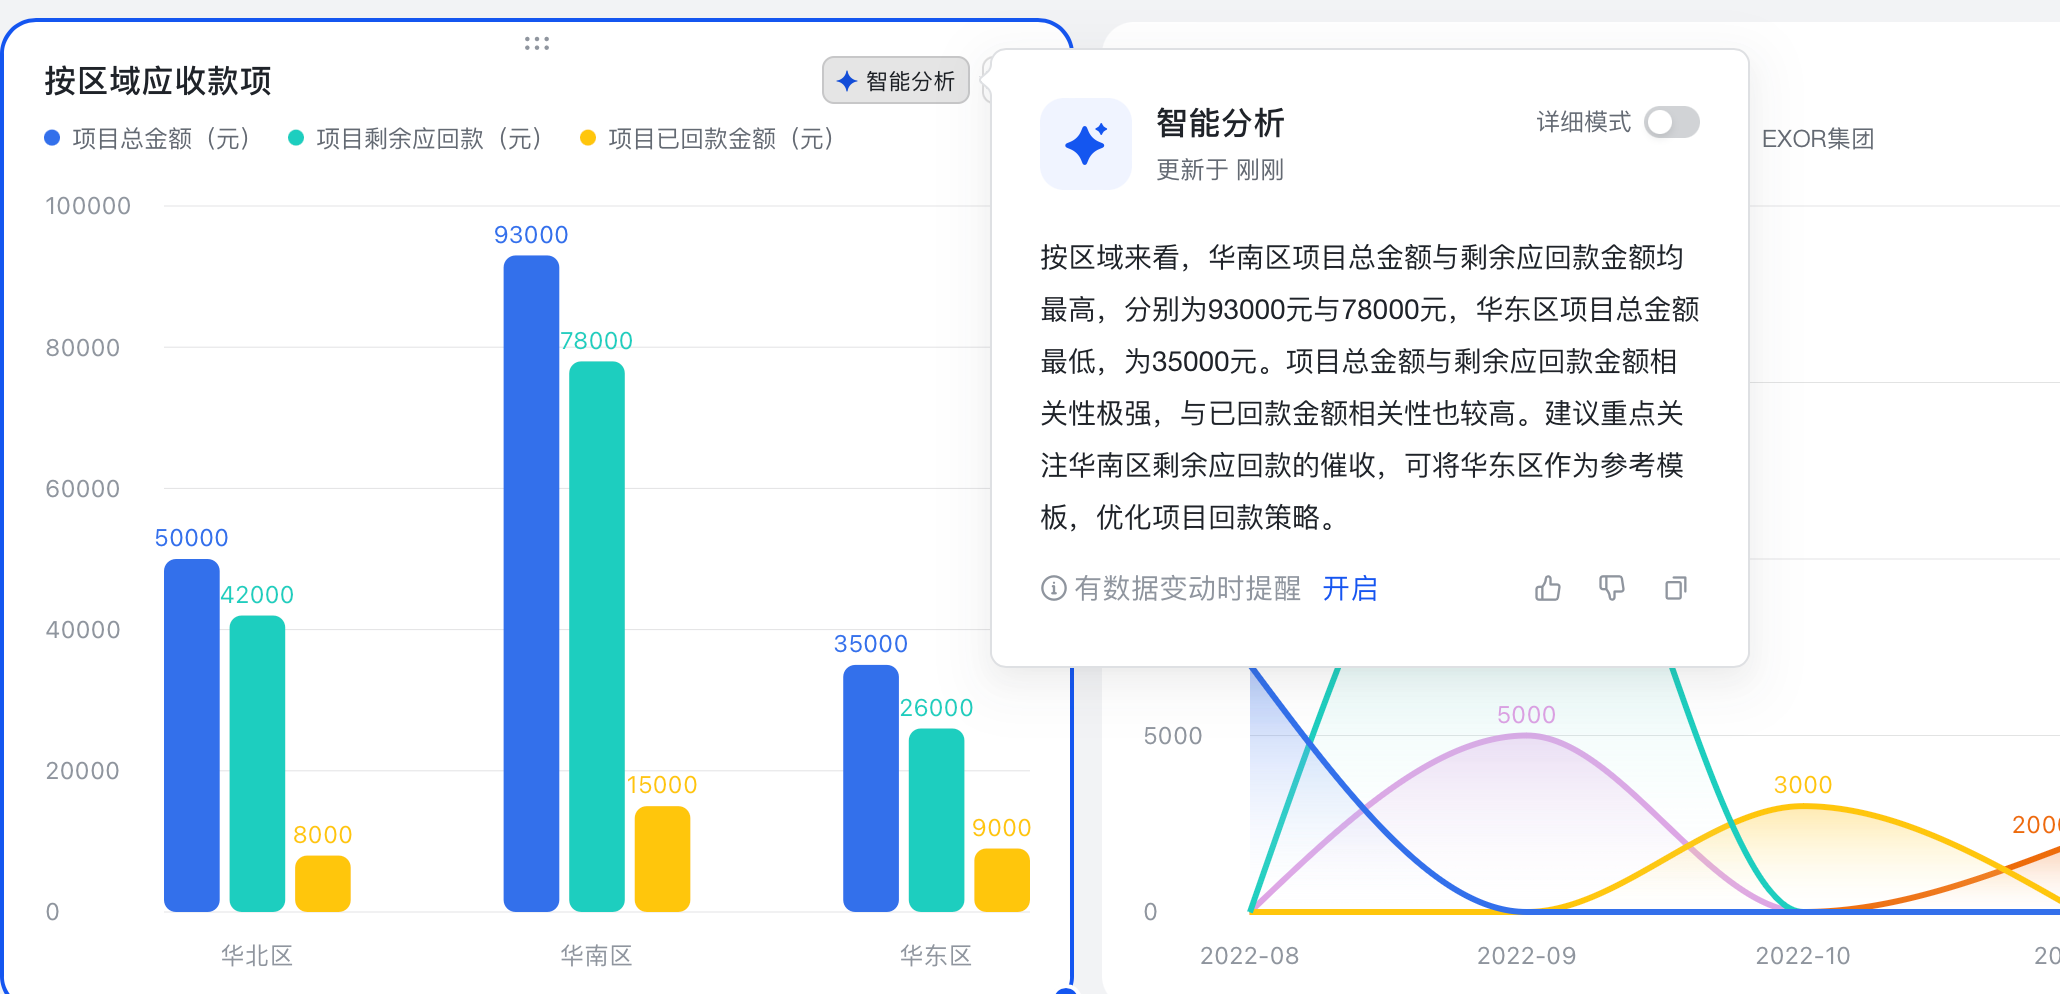 按区域应收款项
智能分析
项目总金额（元）
项目剩余应回款（元）
项目已回款金额（元）
100000
80000
60000
40000
20000
0
50000
42000
8000
93000
78000
15000
35000
26000
9000
华北区
华南区
华东区
智能分析
更新于 刚刚
详细模式
按区域来看，华南区项目总金额与剩余应回款金额均
最高，分别为93000元与78000元，华东区项目总金额
最低，为35000元。项目总金额与剩余应回款金额相
关性极强，与已回款金额相关性也较高。建议重点关
注华南区剩余应回款的催收，可将华东区作为参考模
板，优化项目回款策略。
有数据变动时提醒 开启
EXOR集团
5000
0
5000
3000
2022-08
2022-09
2022-10